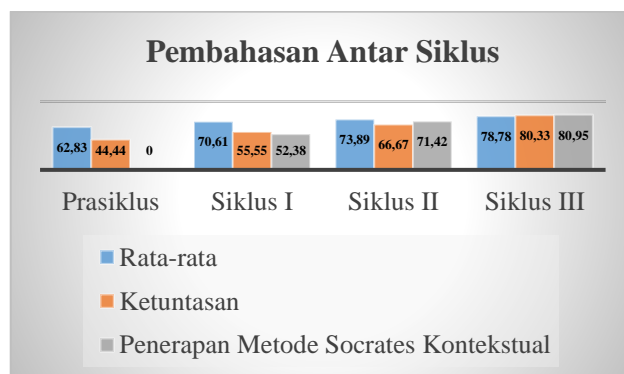 Pembahasan Antar Siklus
62,83 44,44 0 70,61 55,55 52,38 73,89 66,67 71,42 78,78 80,33 80,95
Prasiklus Siklus I Siklus II Siklus III
Rata-rata
Ketuntasan
Penerapan Metode Socrates Kontekstual